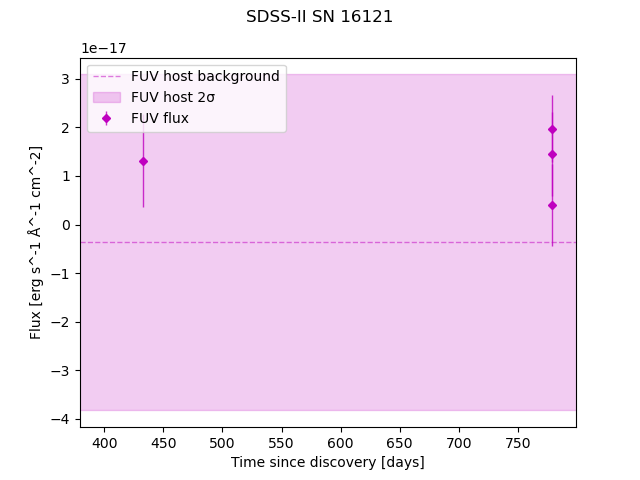 SDSS-II SN 16121
1e−17
FUV host background
FUV host 2σ
FUV flux
3
2
1
0
−1
−2
−3
−4
Flux [erg s^-1 Å^-1 cm^-2]
400 450 500 550 600 650 700 750
Time since discovery [days]